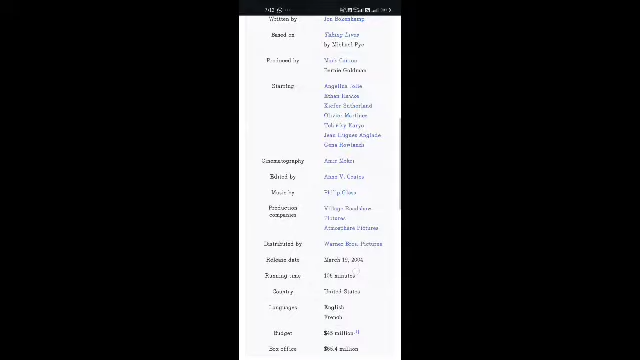 Written by Jon Bokenkamp
Based on Taking Lives
by Michael Pye
Produced by Mark Canton
Bernie Goldmann
Starring Angelina Jolie
Ethan Hawke
Kiefer Sutherland
Olivier Martinez
Tchéky Karyo
Jean-Hugues Anglade
Gena Rowlands
Cinematography Amir Mokri
Edited by Anne V. Coates
Music by Philip Glass
Production Village Roadshow
companies Pictures
Atmosphere Pictures
Distributed by Warner Bros. Pictures
Release date March 19, 2004
Running time minutes
Country United States
Languages English
French
Budget $45 million
Box office $65.4 million